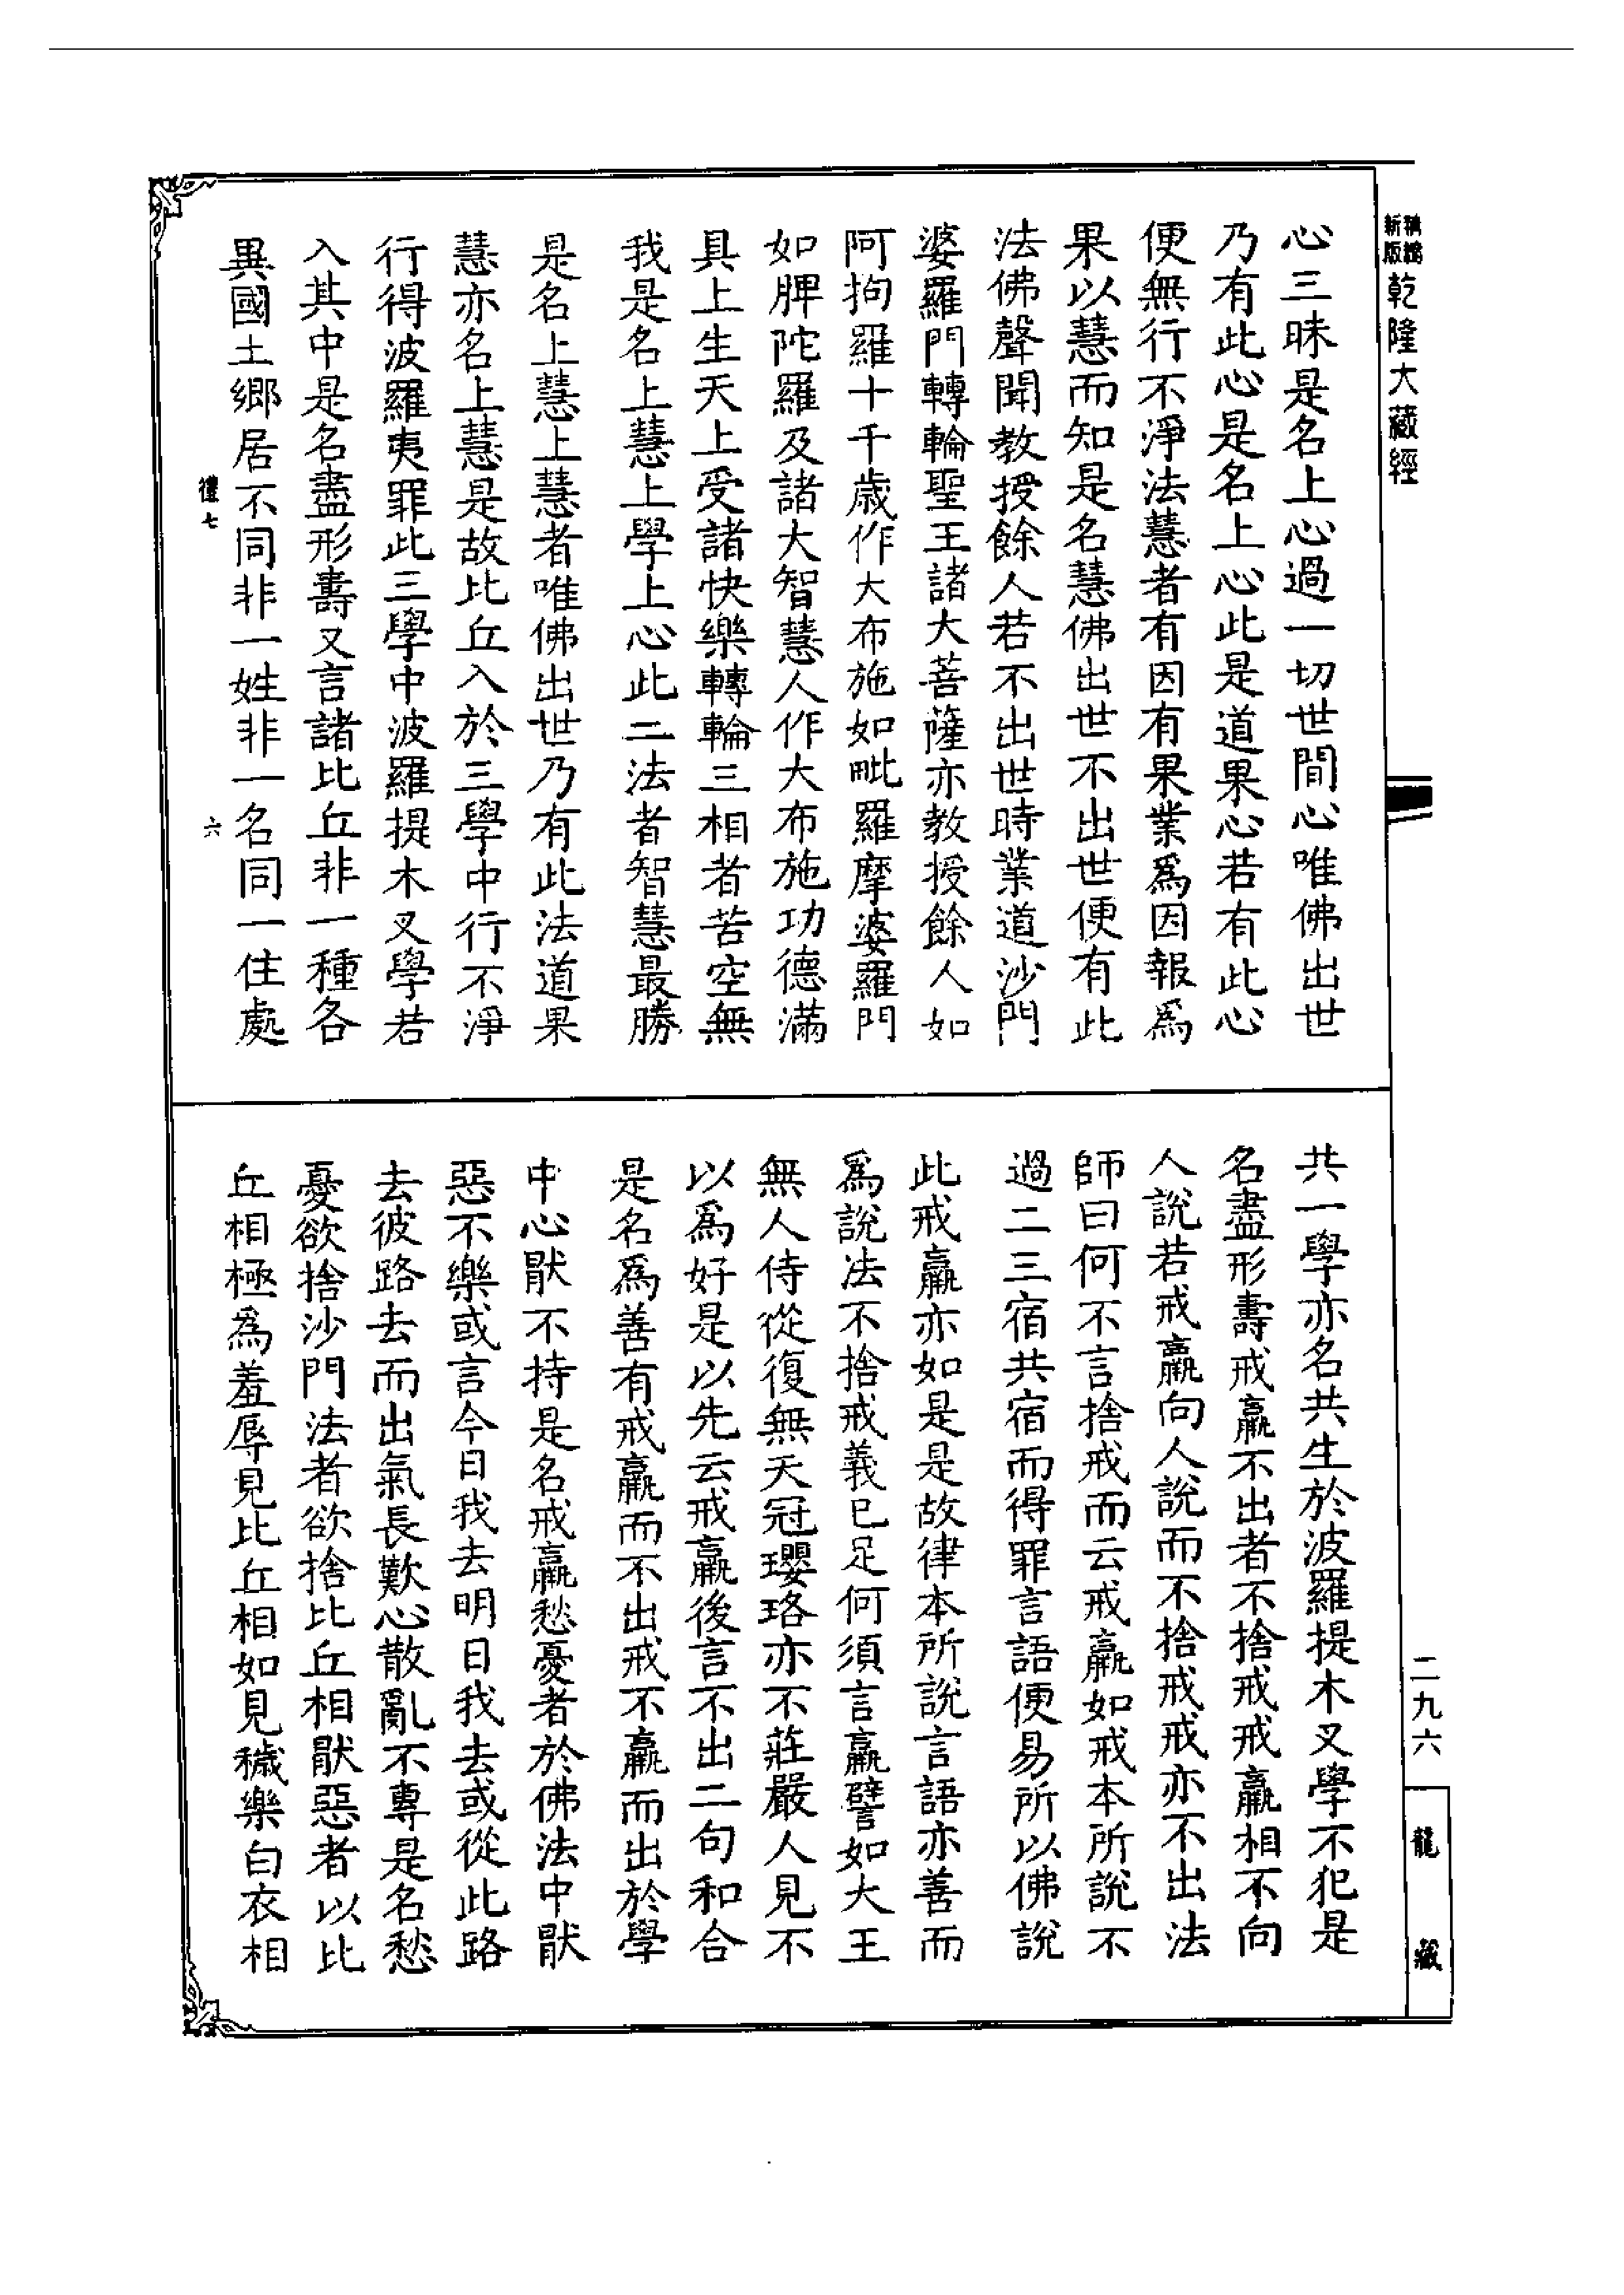 新版
乾隆大藏經
心三昧是名上心過一切世間心唯佛出世
乃有此心是名上心此是道果心若有此心
便無行不淨法慧者有因有果業爲因報爲
果以慧而知是名慧佛出世不出世便有此
法佛聲聞教授餘人若不出世時業道沙門
婆羅門轉輪聖王諸大菩薩亦教授餘人如
阿拘羅十千歲作大布施如毗羅摩婆羅門
如脾陀羅及諸大智慧人作大布施功德滿
具上生天上受諸快樂轉輪三相者苦空無
我是名上慧上學上心此二法者智慧最勝
是名上慧上慧者唯佛出世乃有此法道果
慧亦名上慧是故比丘入於三學中行不淨
行得波羅夷罪此三學中波羅提木叉學若
入其中是名盡形壽又言諸比丘非一種各
異國土鄉居不同非一姓非一名同一住處
七
六
共一學亦名共生於波羅提木叉學不犯是
名盡形壽戒羸不出者不捨戒戒羸相不向
人說若戒羸向人說而不捨戒戒亦不出法
師曰何不言捨戒而云戒羸如戒本所說不
過二三宿共宿而得罪言語便易所以佛說
此戒羸亦如是是故律本所說言語亦善而
爲說法不捨戒義已足何須言羸譬如大王
無人侍從復無天冠瓔珞亦不莊嚴人見不
以爲好是以先云戒羸後言不出二句和合
是名爲善有戒羸而不出戒不羸而出於學
中心猒不持是名戒羸愁憂者於佛法中猒
惡不樂或言今日我去明日我去或從此路
去彼路去而出氣長歎心散亂不專是名愁
憂欲捨沙門法者欲捨比丘相猒惡者以比
丘相極為羞辱見比丘相如見穢樂白衣相
二九六
龍藏